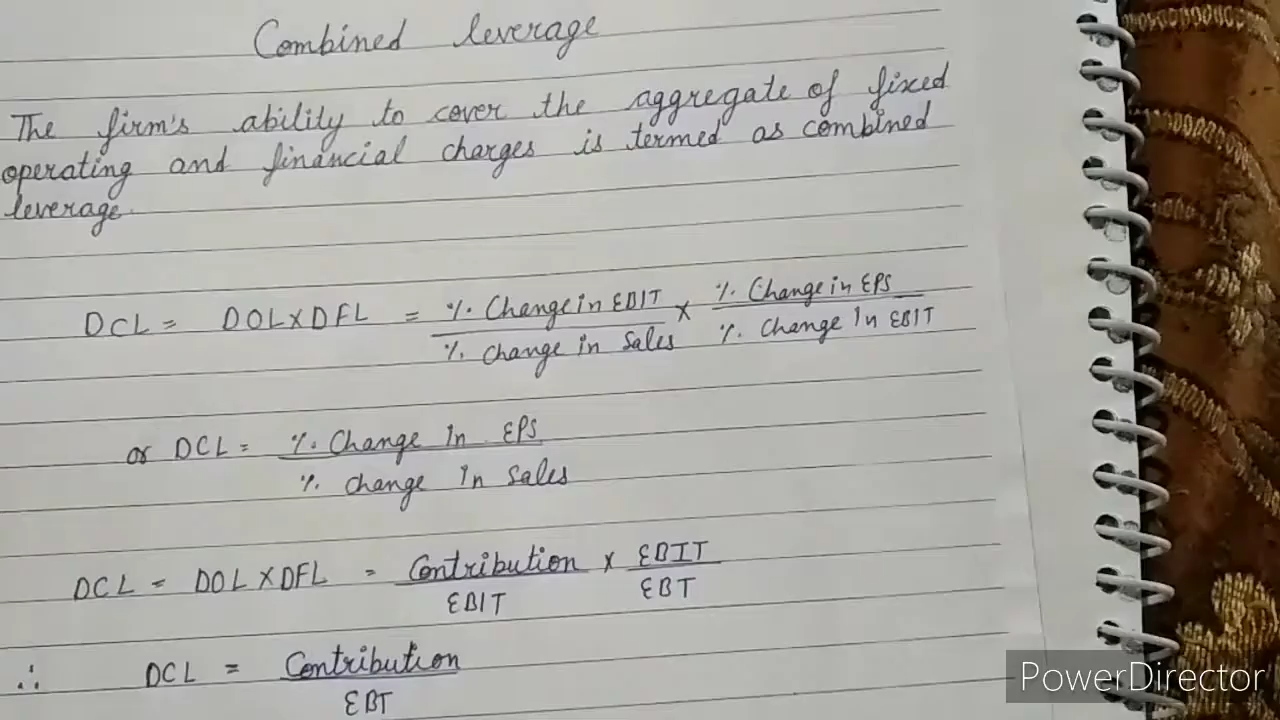 Combined leverage
The firm's ability to cover the aggregate of fixed
operating and financial charges is termed as combined
leverage.
DCL = DOL X DFL = % Change in EBIT / % change in sales X % Change in EPS / % Change in EBIT
or DCL = % Change in EPS / % change in sales
DCL = DOL X DFL = Contribution / EBIT X EBIT / EBT
∴ DCL = Contribution / EBT
PowerDirector